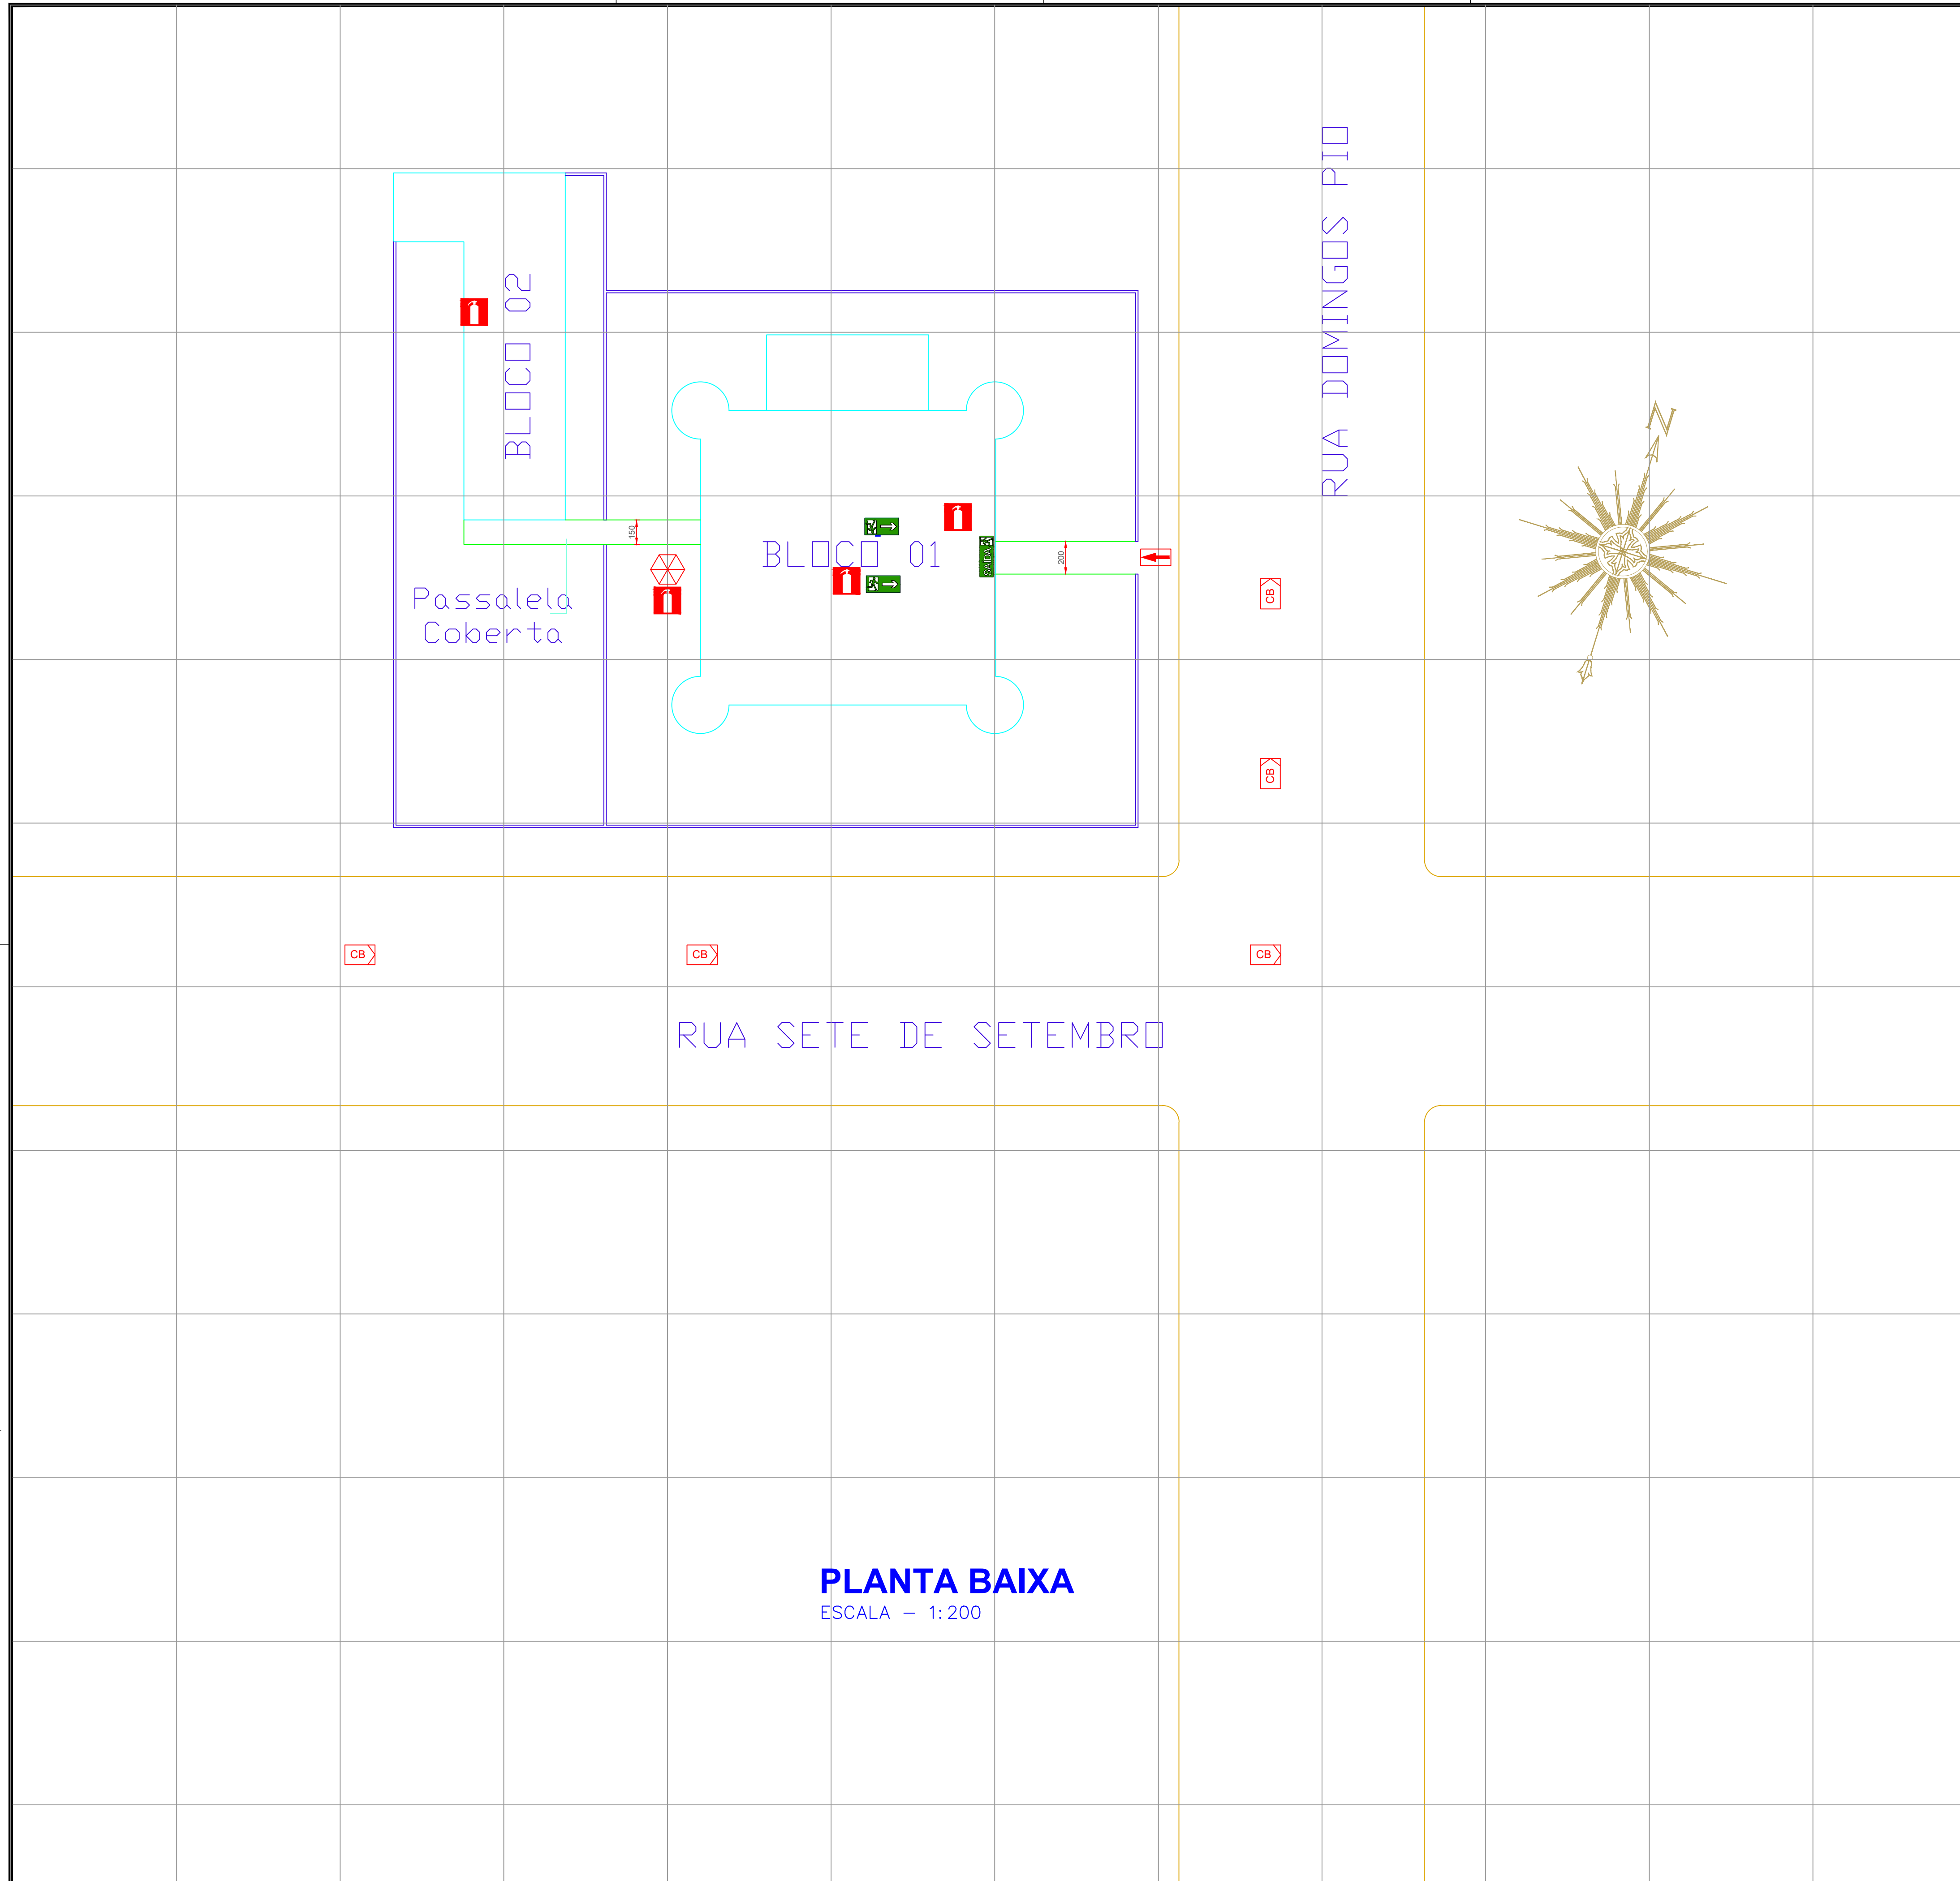 RUA DOMINGOS PIO
BLOCO 02
N
150
BLOCO 01
SAÍDA
200
Passalela
Coberta
CB
CB
CB
CB
CB
RUA SETE DE SETEMBRO
PLANTA BAIXA
ESCALA - 1:200